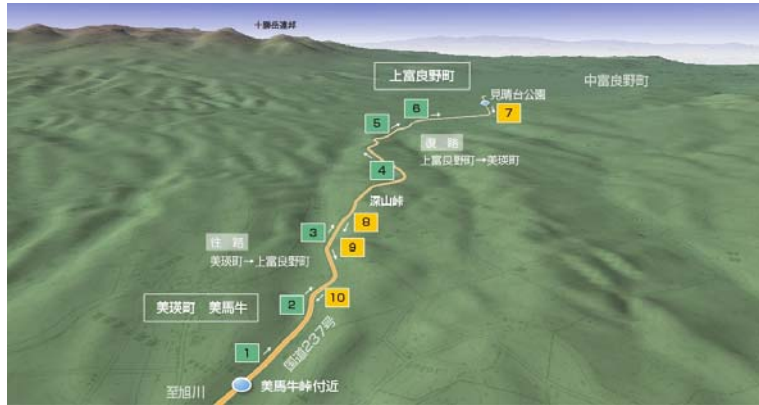 十勝岳連峰
上富良野町
中富良野町
見晴台公園
7
6
5
復　路
上富良野町→美瑛町
4
深山峠
8
3
往　路
9
美瑛町→上富良野町
10
美瑛町　美馬牛
2
国道237号
1
美馬牛峠付近
至旭川